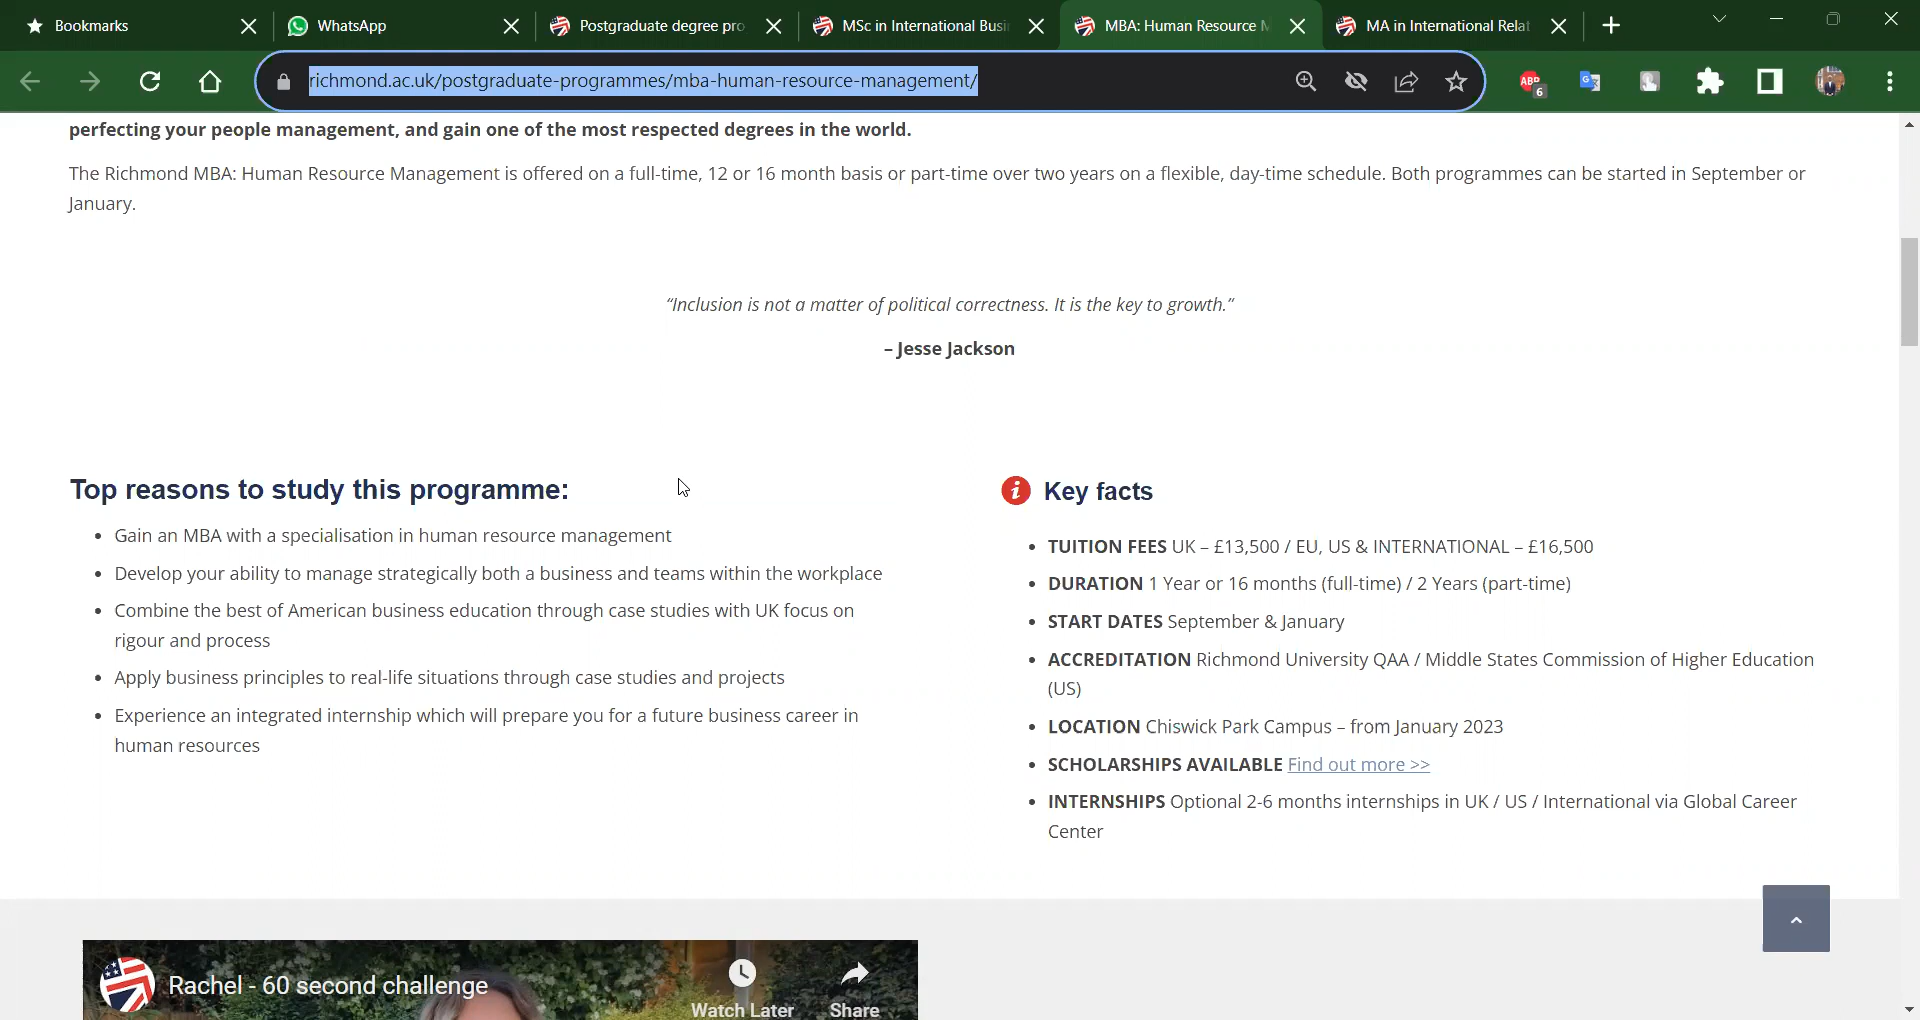 Bookmarks
WhatsApp
Postgraduate degree pro
MSc in International Busi
MBA: Human Resource M
MA in International Relat
richmond.ac.uk/postgraduate-programmes/mba-human-resource-management/
ABP
6
perfecting your people management, and gain one of the most respected degrees in the world.
The Richmond MBA: Human Resource Management is offered on a full-time, 12 or 16 month basis or part-time over two years on a flexible, day-time schedule. Both programmes can be started in September or
January.
“Inclusion is not a matter of political correctness. It is the key to growth.”
– Jesse Jackson
Top reasons to study this programme:
• Gain an MBA with a specialisation in human resource management
• Develop your ability to manage strategically both a business and teams within the workplace
• Combine the best of American business education through case studies with UK focus on
rigour and process
• Apply business principles to real-life situations through case studies and projects
• Experience an integrated internship which will prepare you for a future business career in
human resources
i Key facts
• TUITION FEES UK – £13,500 / EU, US & INTERNATIONAL – £16,500
• DURATION 1 Year or 16 months (full-time) / 2 Years (part-time)
• START DATES September & January
• ACCREDITATION Richmond University QAA / Middle States Commission of Higher Education
(US)
• LOCATION Chiswick Park Campus – from January 2023
• SCHOLARSHIPS AVAILABLE Find out more >>
• INTERNSHIPS Optional 2-6 months internships in UK / US / International via Global Career
Center
Rachel - 60 second challenge
Watch Later
Share